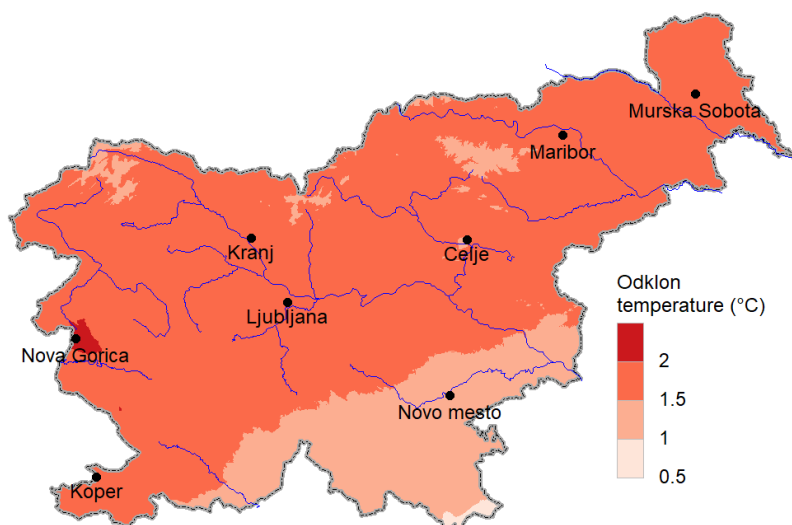 Murska Sobota
Maribor
Kranj
Celje
Ljubljana
Nova Gorica
Novo mesto
Koper
Odklon
temperature (°C)
2
1.5
1
0.5